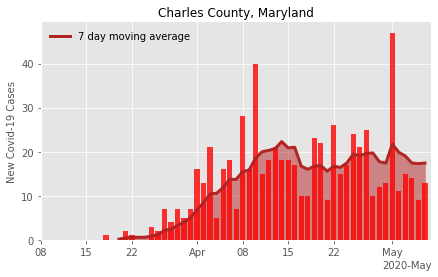 Charles County, Maryland
7 day moving average
New Covid-19 Cases
40
30
20
10
0
08 15 22 Apr 08 15 22 May
2020-May